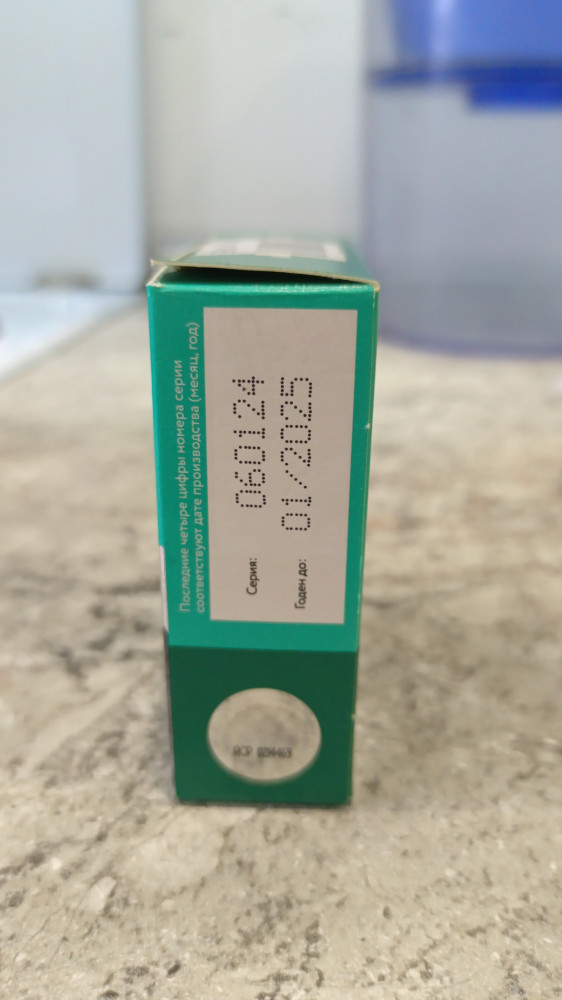 Последние четыре цифры номера серии
соответствуют дате производства (месяц, год)
Серия: 060124
Годен до: 01/2025